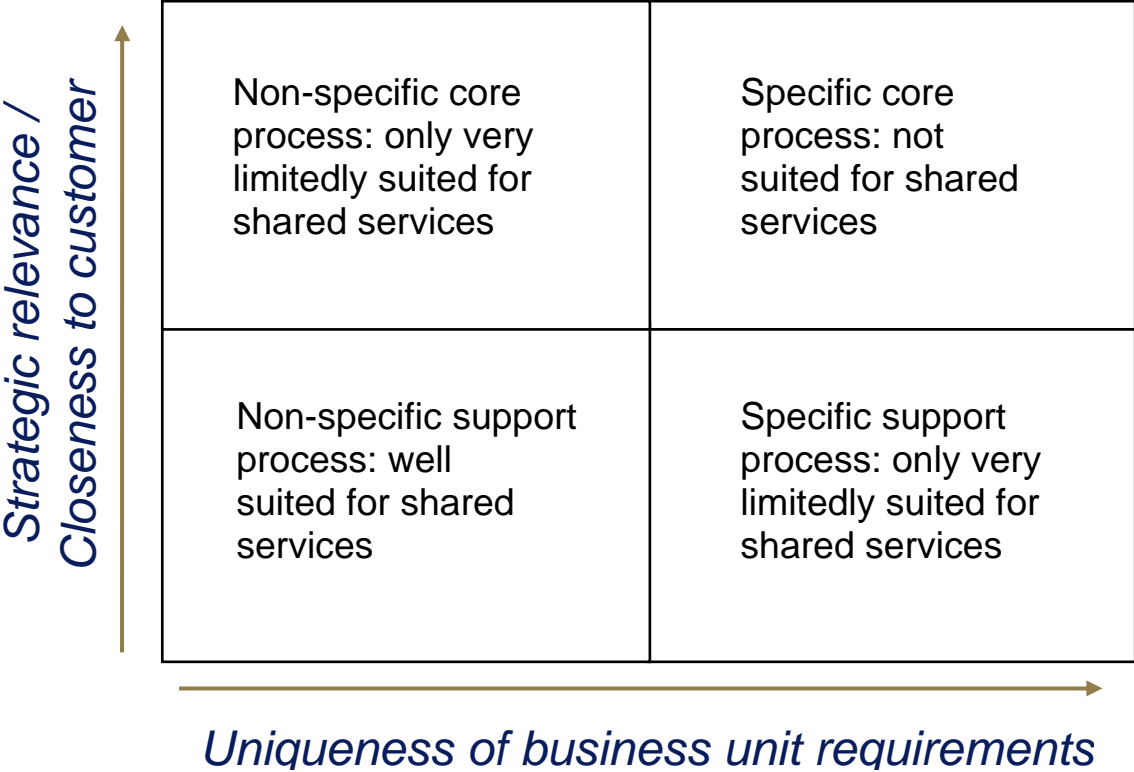 Strategic relevance /
Closeness to customer
Non-specific core
process: only very
limitedly suited for
shared services
Specific core
process: not
suited for shared
services
Non-specific support
process: well
suited for shared
services
Specific support
process: only very
limitedly suited for
shared services
Uniqueness of business unit requirements